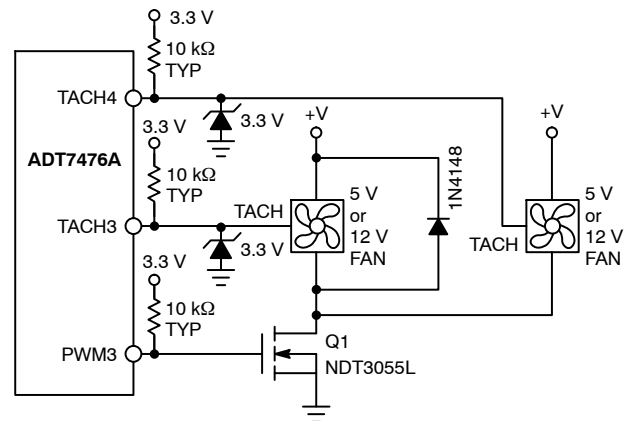 3.3 V
10 kΩ
TYP
TACH4
3.3 V
3.3 V
+V
+V
ADT7476A
10 kΩ
TYP
1N4148
TACH
5 V
or
12 V
FAN
TACH3
3.3 V
TACH
5 V
or
12 V
FAN
3.3 V
10 kΩ
TYP
Q1
NDT3055L
PWM3